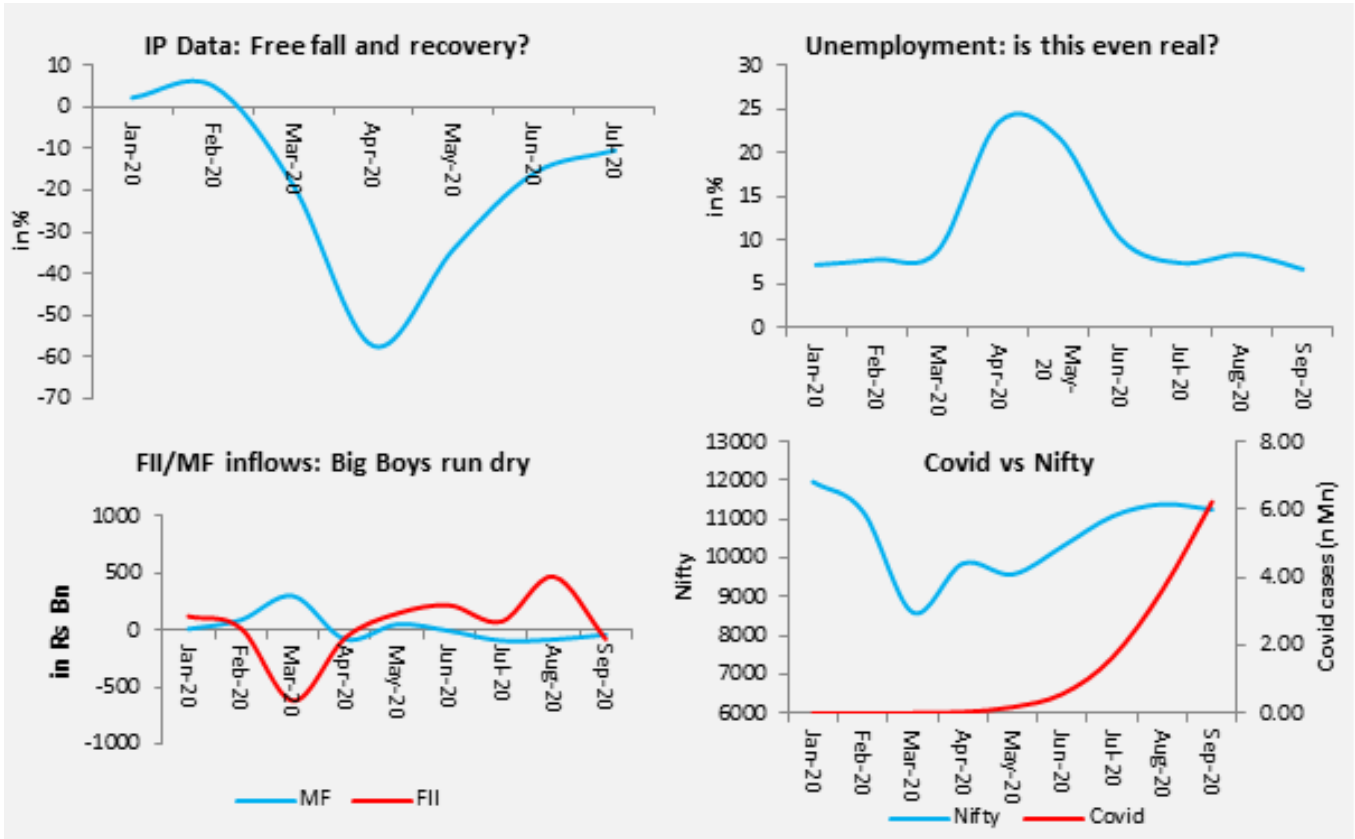 IP Data: Free fall and recovery?
10
0
-10
-20
-30
-40
-50
-60
-70
in%
Jan-20
Feb-20
Mar-20
Apr-20
May-20
Jun-20
Jul-20
Unemployment: is this even real?
30
25
20
15
10
5
0
in%
Jan-20
Feb-20
Mar-20
Apr-20
May-
20
Jun-20
Jul-20
Aug-20
Sep-20
FII/MF inflows: Big Boys run dry
1000
500
0
-500
-1000
in Rs Bn
Jan-20
Feb-20
Mar-20
Apr-20
May-20
Jun-20
Jul-20
Aug-20
Sep-20
MF FII
Covid vs Nifty
13000
12000
11000
10000
9000
8000
7000
6000
Nifty
8.00
6.00
4.00
2.00
0.00
Covid cases (n Mn)
Jan-20
Feb-20
Mar-20
Apr-20
May-20
Jun-20
Jul-20
Aug-20
Sep-20
Nifty Covid